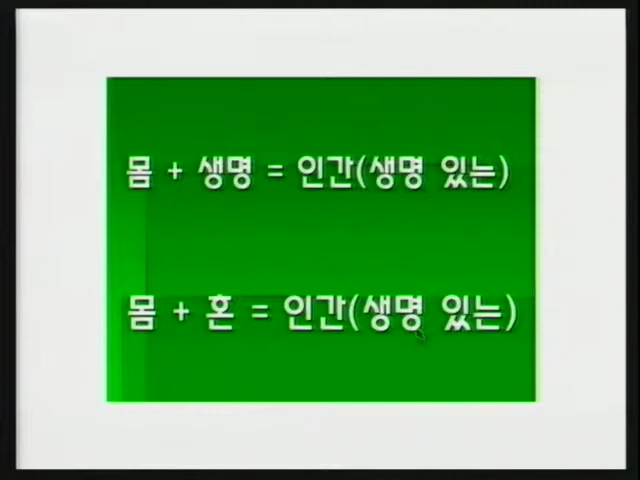 몸 + 생명 = 인간(생명 있는)
몸 + 혼 = 인간(생명 있는)